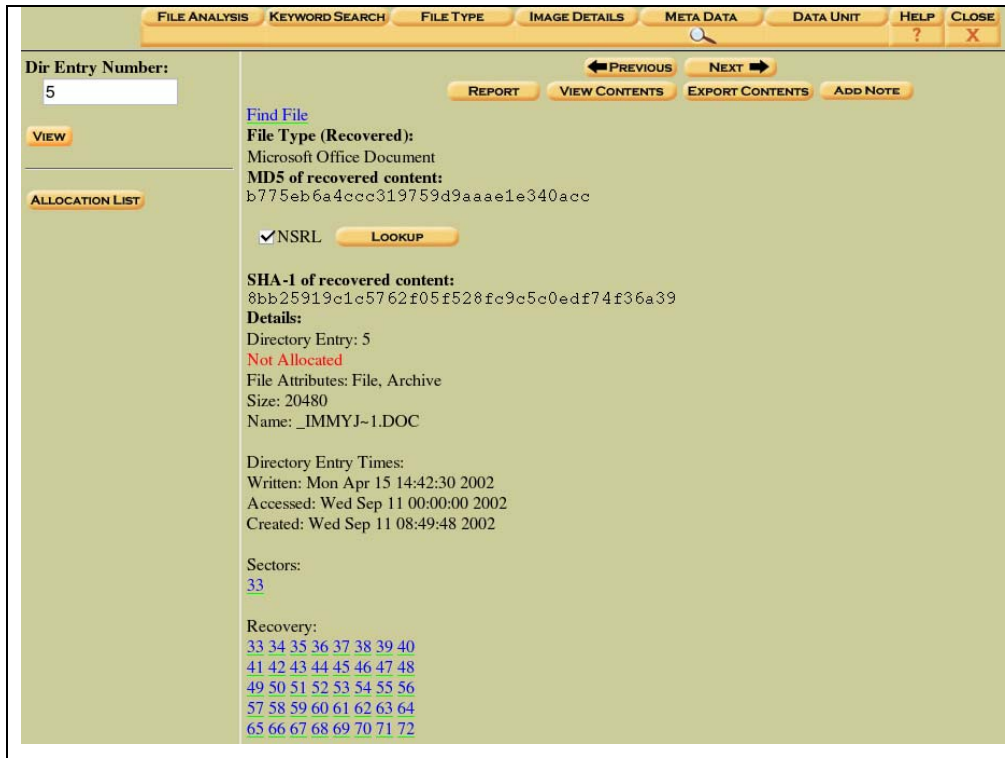 FILE ANALYSIS KEYWORD SEARCH FILE TYPE IMAGE DETAILS META DATA DATA UNIT HELP CLOSE
? X
Dir Entry Number:
5
VIEW
ALLOCATION LIST
PREVIOUS NEXT
REPORT VIEW CONTENTS EXPORT CONTENTS ADD NOTE
Find File
File Type (Recovered):
Microsoft Office Document
MD5 of recovered content:
b775eb6a4ccc319759d9aaae1e340acc
NSRL LOOKUP
SHA-1 of recovered content:
8bb25919c1c5762f05f528fc9c5c0edf74f36a39
Details:
Directory Entry: 5
Not Allocated
File Attributes: File, Archive
Size: 20480
Name: _IMMYJ~1.DOC
Directory Entry Times:
Written: Mon Apr 15 14:42:30 2002
Accessed: Wed Sep 11 00:00:00 2002
Created: Wed Sep 11 08:49:48 2002
Sectors:
33
Recovery:
33 34 35 36 37 38 39 40
41 42 43 44 45 46 47 48
49 50 51 52 53 54 55 56
57 58 59 60 61 62 63 64
65 66 67 68 69 70 71 72